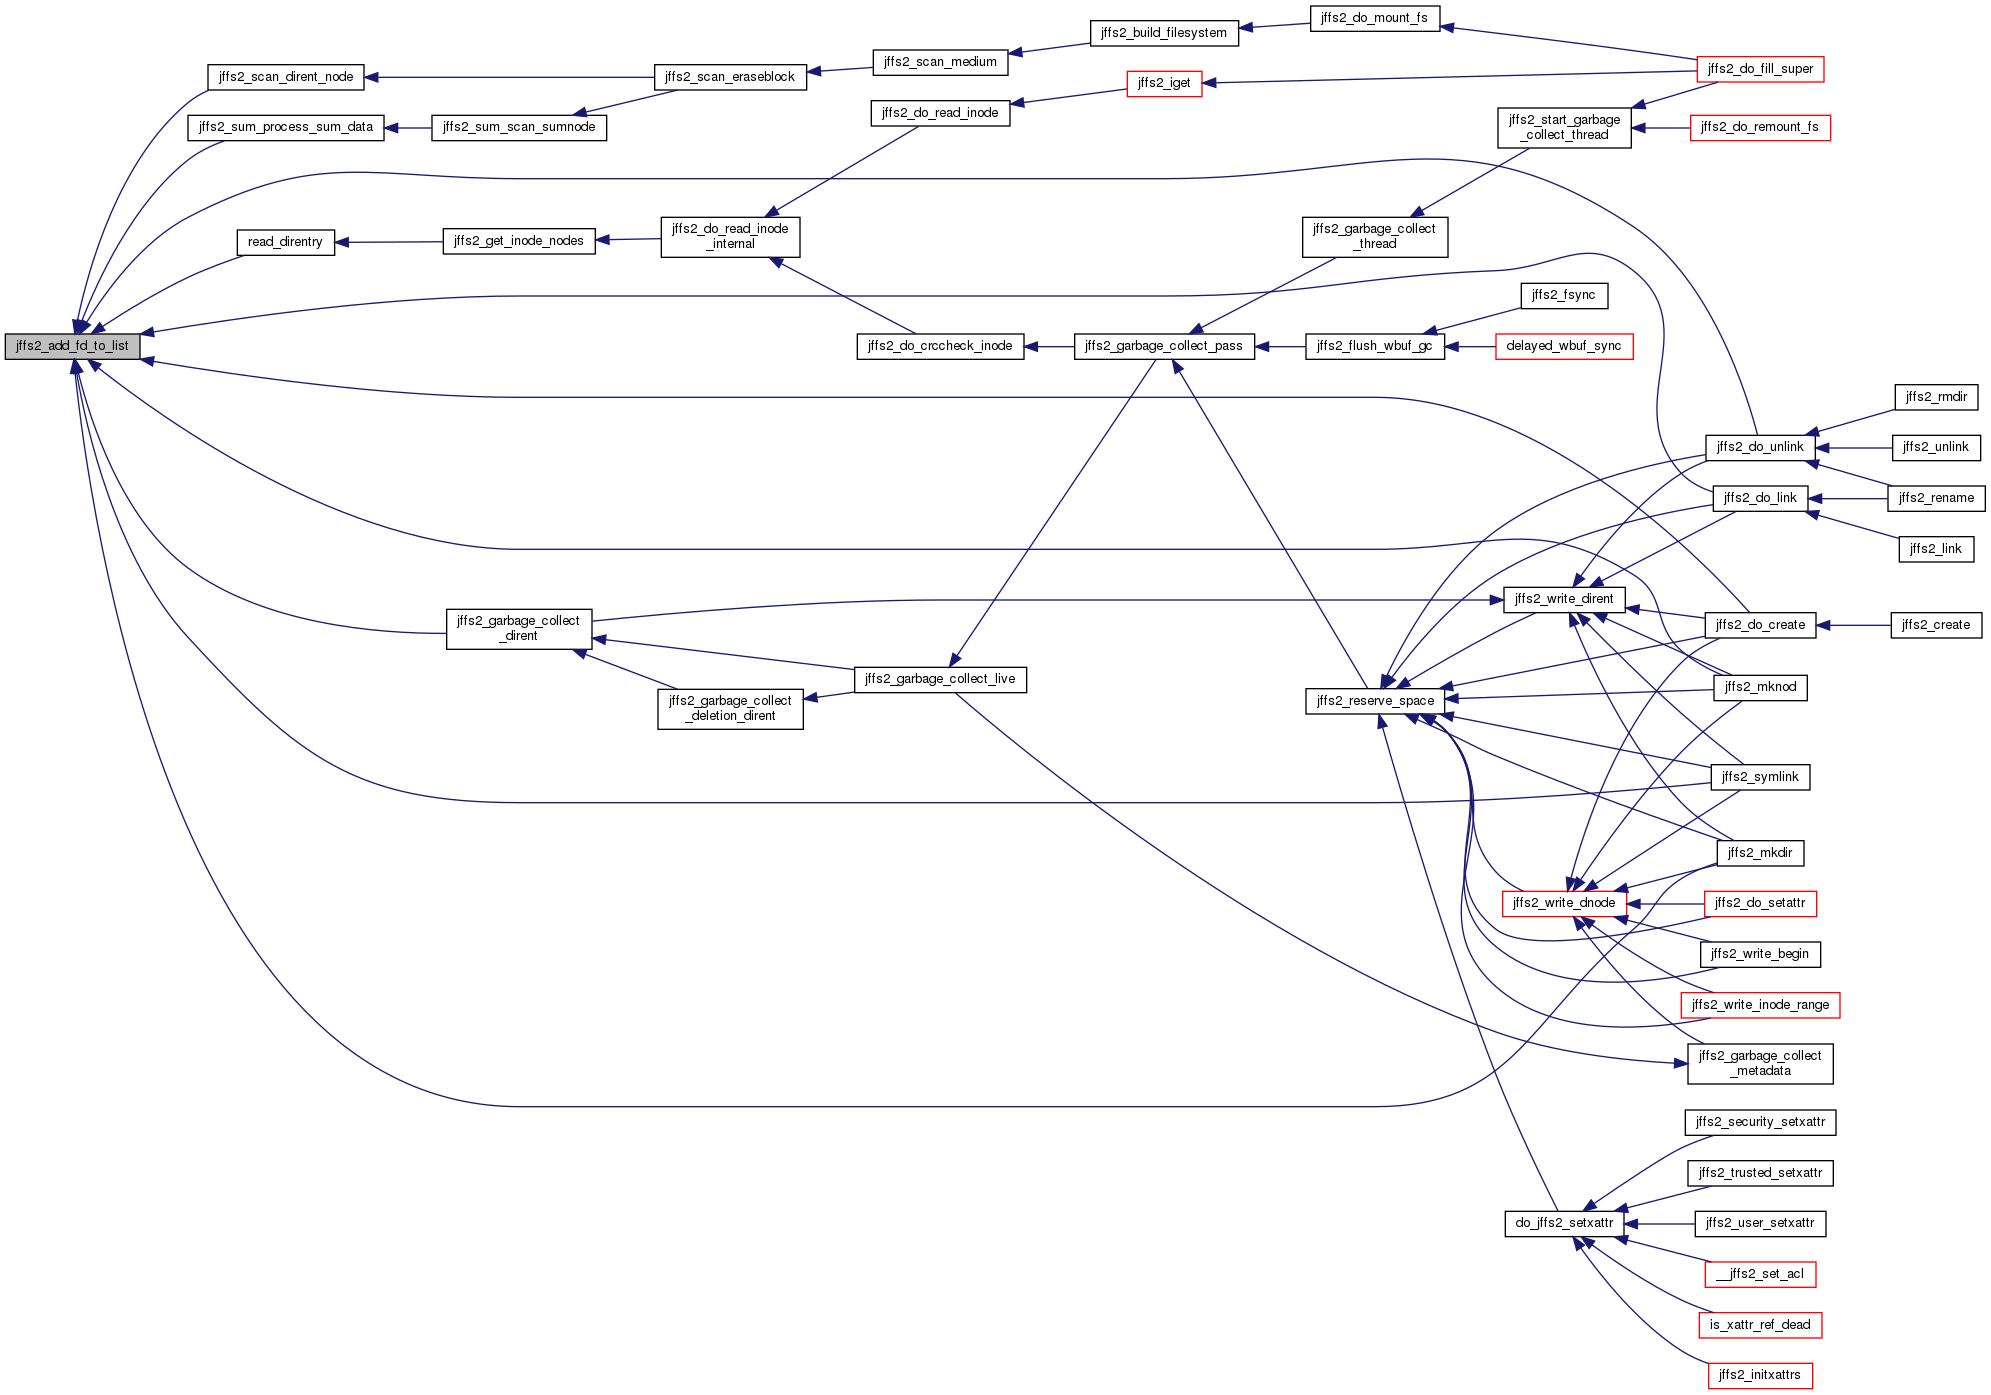 jffs2_do_mount_fs
jffs2_build_filesystem
jffs2_scan_medium
jffs2_do_fill_super
jffs2_scan_dirent_node
jffs2_scan_eraseblock
jffs2_iget
jffs2_do_read_inode
jffs2_start_garbage
_collect_thread
jffs2_do_remount_fs
jffs2_sum_process_sum_data
jffs2_sum_scan_sumnode
read_direntry
jffs2_get_inode_nodes
jffs2_do_read_inode
_internal
jffs2_garbage_collect
_thread
jffs2_fsync
jffs2_add_fd_to_list
jffs2_do_crccheck_inode
jffs2_garbage_collect_pass
jffs2_flush_wbuf_gc
delayed_wbuf_sync
jffs2_rmdir
jffs2_do_unlink
jffs2_unlink
jffs2_do_link
jffs2_rename
jffs2_link
jffs2_write_dirent
jffs2_garbage_collect
_dirent
jffs2_do_create
jffs2_create
jffs2_garbage_collect_live
jffs2_garbage_collect
_deletion_dirent
jffs2_reserve_space
jffs2_mknod
jffs2_symlink
jffs2_mkdir
jffs2_write_dnode
jffs2_do_setattr
jffs2_write_begin
jffs2_write_inode_range
jffs2_garbage_collect
_metadata
jffs2_security_setxattr
jffs2_trusted_setxattr
do_jffs2_setxattr
jffs2_user_setxattr
__jffs2_set_acl
is_xattr_ref_dead
jffs2_initxattrs